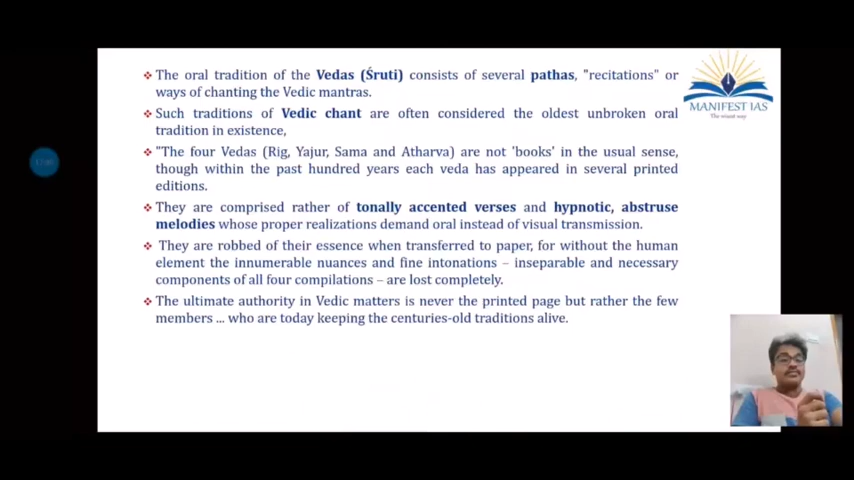 ❖ The oral tradition of the Vedas (Śruti) consists of several pathas, "recitations" or
ways of chanting the Vedic mantras.
❖ Such traditions of Vedic chant are often considered the oldest unbroken oral
tradition in existence,
❖ "The four Vedas (Rig, Yajur, Sama and Atharva) are not 'books' in the usual sense,
though within the past hundred years each veda has appeared in several printed
editions.
❖ They are comprised rather of tonally accented verses and hypnotic, abstruse
melodies whose proper realizations demand oral instead of visual transmission.
❖ They are robbed of their essence when transferred to paper, for without the human
element the innumerable nuances and fine intonations – inseparable and necessary
components of all four compilations – are lost completely.
❖ The ultimate authority in Vedic matters is never the printed page but rather the few
members ... who are today keeping the centuries-old traditions alive.
MANIFEST IAS